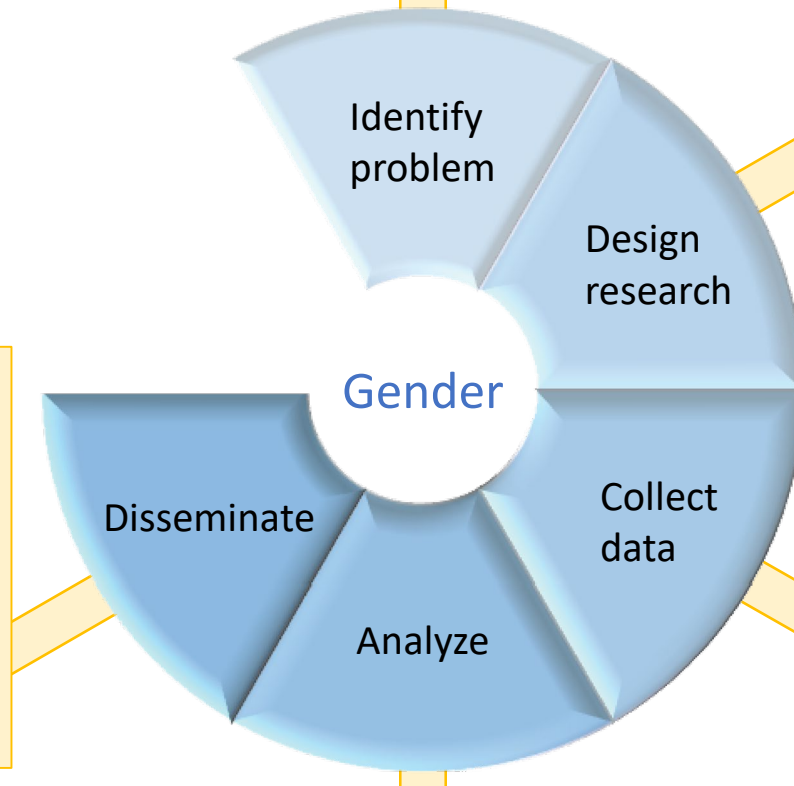 Identify
problem
Design
research
Gender
Collect
data
Disseminate
Analyze